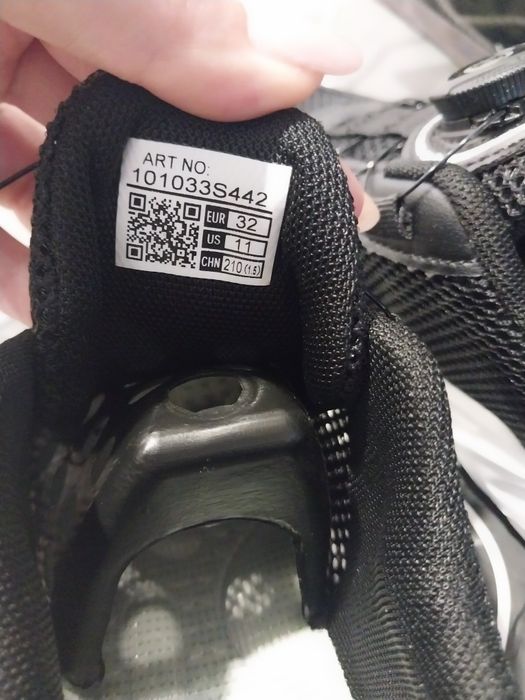 ART NO:
101033S442
EUR 32
US 11
CHN 210(1.5)